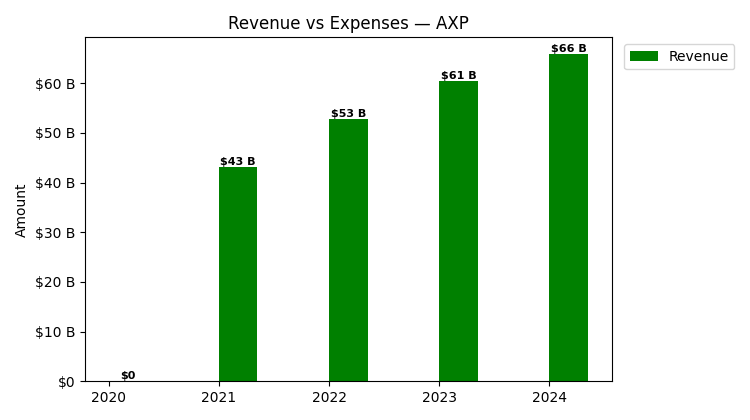 Revenue vs Expenses — AXP
Revenue
Amount
$60 B
$50 B
$40 B
$30 B
$20 B
$10 B
$0
$0
$43 B
$53 B
$61 B
$66 B
2020
2021
2022
2023
2024